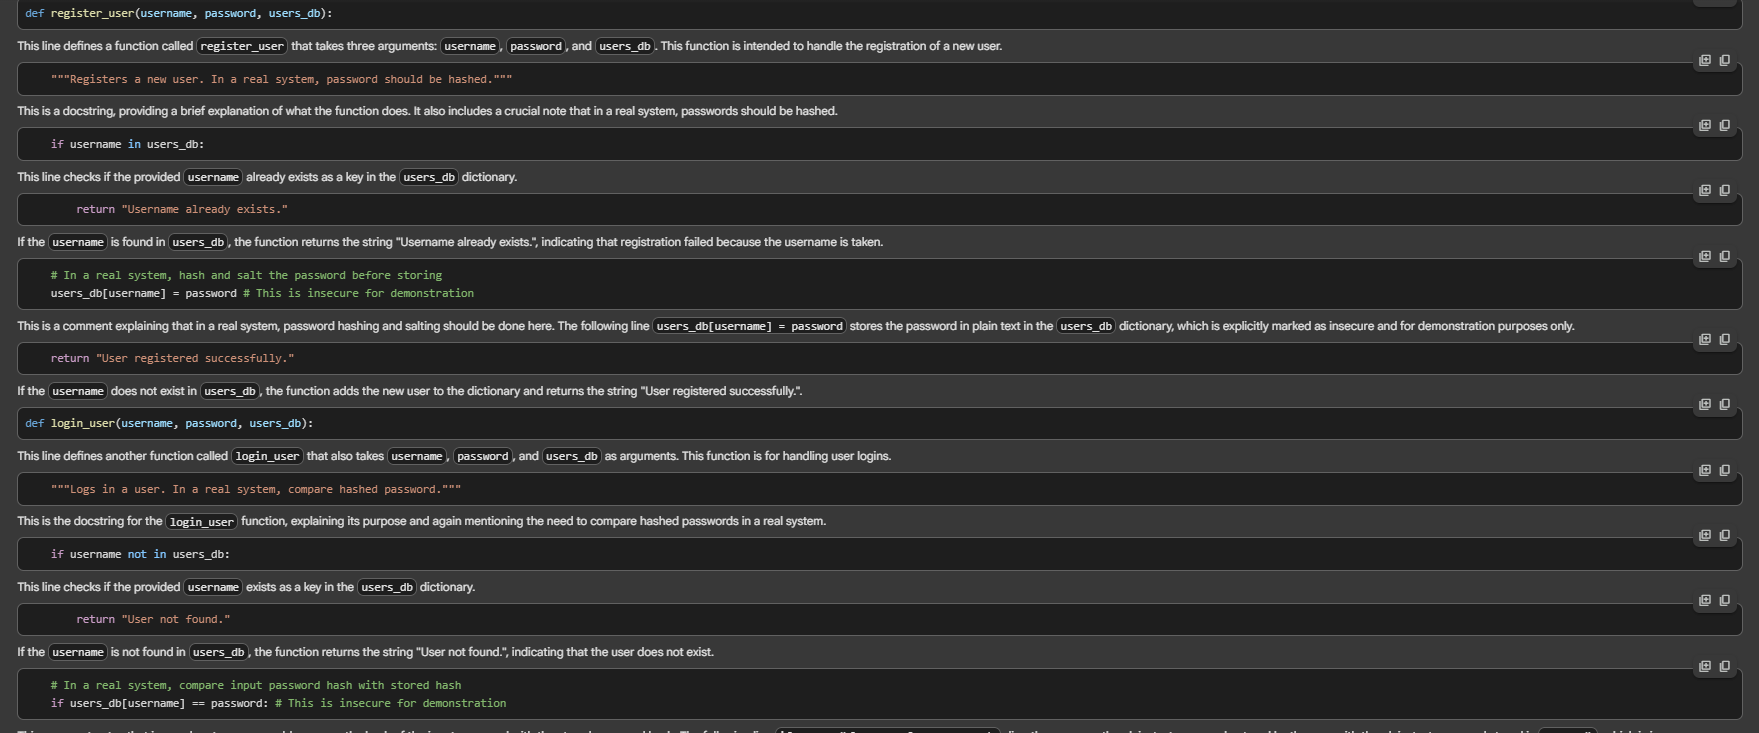 def register_user(username, password, users_db):
This line defines a function called register_user that takes three arguments: username, password, and users_db. This function is intended to handle the registration of a new user.
"""Registers a new user. In a real system, password should be hashed."""
This is a docstring, providing a brief explanation of what the function does. It also includes a crucial note that in a real system, passwords should be hashed.
if username in users_db:
This line checks if the provided username already exists as a key in the users_db dictionary.
return "Username already exists."
If the username is found in users_db, the function returns the string "Username already exists.", indicating that registration failed because the username is taken.
# In a real system, hash and salt the password before storing
users_db[username] = password # This is insecure for demonstration
This is a comment explaining that in a real system, password hashing and salting should be done here. The following line users_db[username] = password stores the password in plain text in the users_db dictionary, which is explicitly marked as insecure and for demonstration purposes only.
return "User registered successfully."
If the username does not exist in users_db, the function adds the new user to the dictionary and returns the string "User registered successfully.".
def login_user(username, password, users_db):
This line defines another function called login_user that also takes username, password, and users_db as arguments. This function is for handling user logins.
"""Logs in a user. In a real system, compare hashed password."""
This is the docstring for the login_user function, explaining its purpose and again mentioning the need to compare hashed passwords in a real system.
if username not in users_db:
This line checks if the provided username exists as a key in the users_db dictionary.
return "User not found."
If the username is not found in users_db, the function returns the string "User not found.", indicating that the user does not exist.
# In a real system, compare input password hash with stored hash
if users_db[username] == password: # This is insecure for demonstration